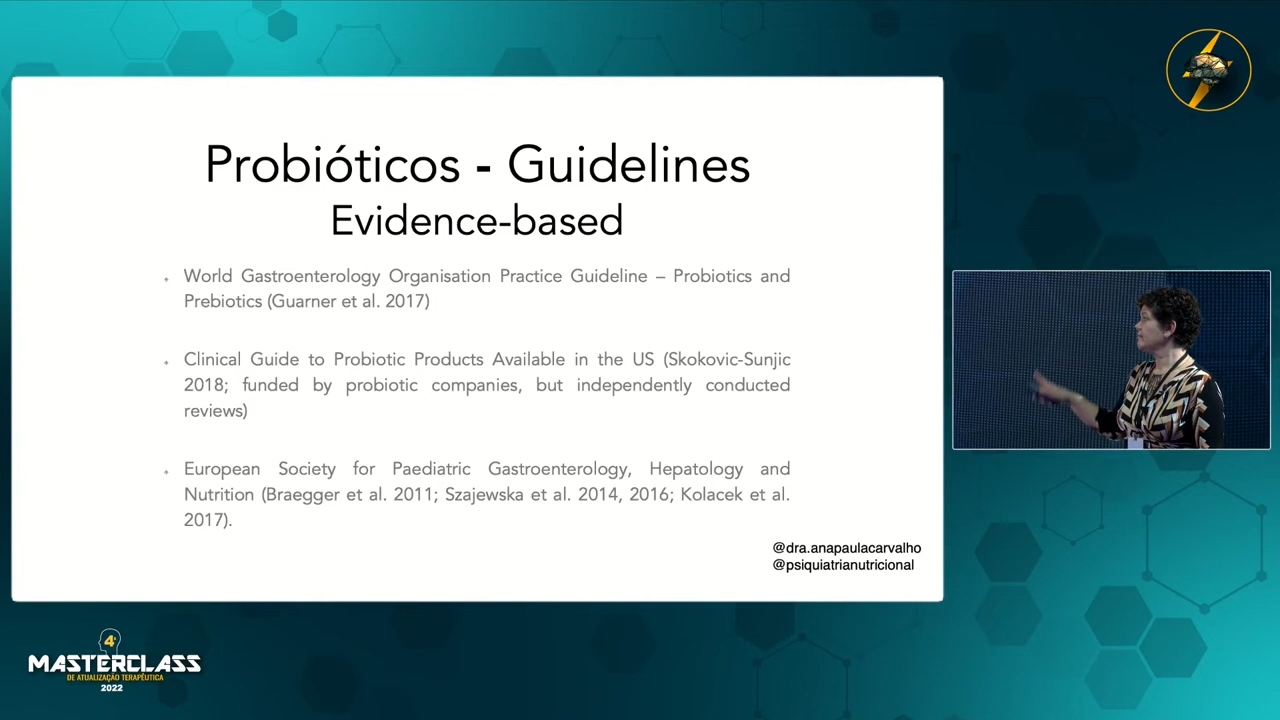 Probióticos - Guidelines
Evidence-based
World Gastroenterology Organisation Practice Guideline – Probiotics and
Prebiotics (Guarner et al. 2017)
Clinical Guide to Probiotic Products Available in the US (Skokovic-Sunjic
2018; funded by probiotic companies, but independently conducted
reviews)
European Society for Paediatric Gastroenterology, Hepatology and
Nutrition (Braegger et al. 2011; Szajewska et al. 2014, 2016; Kolacek et al.
2017).
@dra.anapaulacarvalho
@psiquiatrianutricional
4ª
MASTERCLASS
DE ATUALIZAÇÃO TERAPÊUTICA
2022